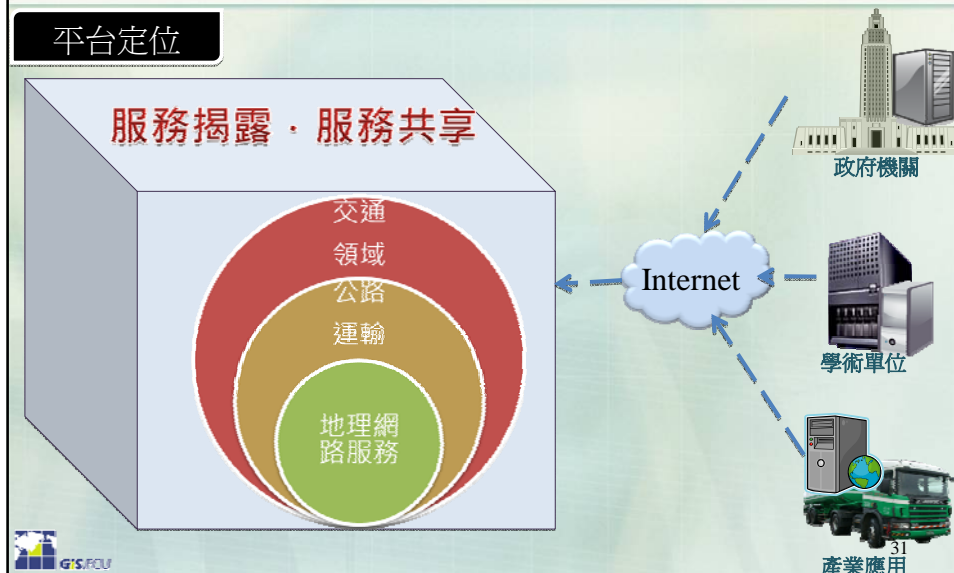 平台定位
服務揭露．服務共享
交通
領域
公路
運輸
地理網
路服務
Internet
政府機關
學術單位
產業應用
31
GIS.FCU